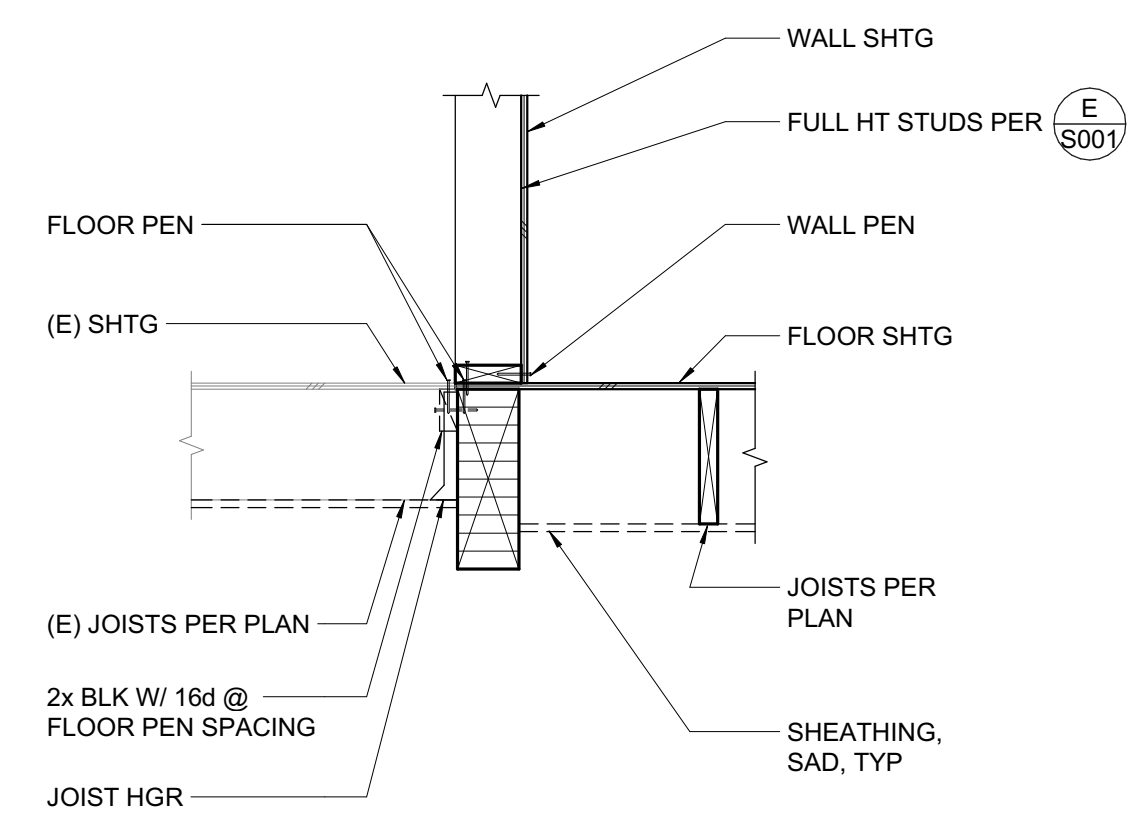 WALL SHTG
FULL HT STUDS PER
E
S001
FLOOR PEN
WALL PEN
(E) SHTG
FLOOR SHTG
JOISTS PER
PLAN
(E) JOISTS PER PLAN
2x BLK W/ 16d @
FLOOR PEN SPACING
SHEATHING,
SAD, TYP
JOIST HGR